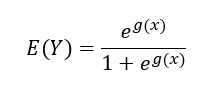 E(Y) = e^{g(x)} / (1 + e^{g(x)})